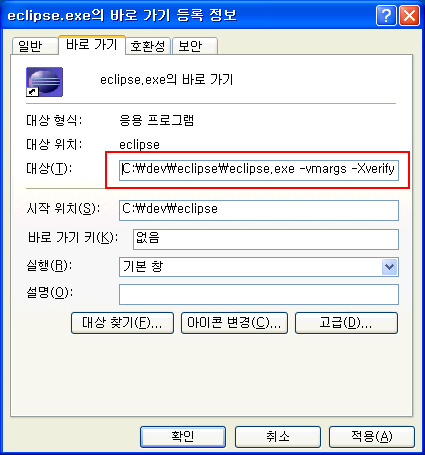 eclipse.exe의 바로 가기 등록 정보
일반 바로 가기 호환성 보안
eclipse.exe의 바로 가기
대상 형식: 응용 프로그램
대상 위치: eclipse
대상(T): C:₩dev₩eclipse₩eclipse.exe -vmargs -Xverify
시작 위치(S): C:₩dev₩eclipse
바로 가기 키(K): 없음
실행(R): 기본 창
설명(O):
대상 찾기(F)... 아이콘 변경(C)... 고급(D)...
확인 취소 적용(A)